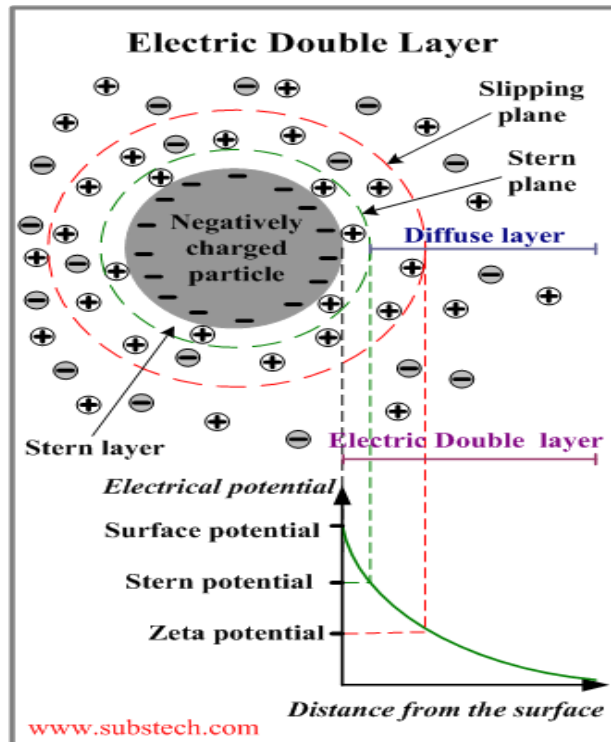 Electric Double Layer
Slipping
plane
Stern
plane
Negatively
charged
particle
Diffuse layer
Stern layer
Electric Double layer
Electrical potential
Surface potential
Stern potential
Zeta potential
Distance from the surface
www.substech.com